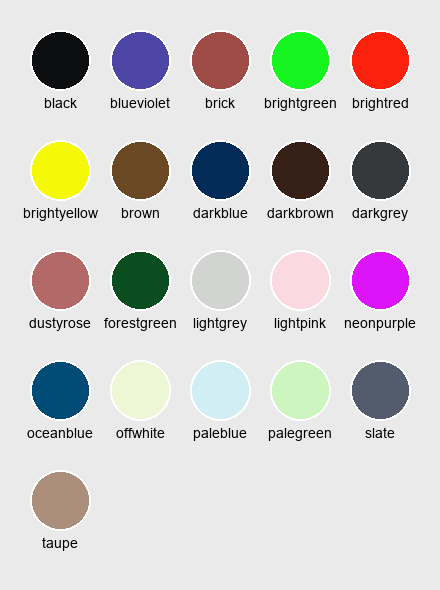 black blueviolet brick brightgreen brightred
brightyellow brown darkblue darkbrown darkgrey
dustyrose forestgreen lightgrey lightpink neonpurple
oceanblue offwhite paleblue palegreen slate
taupe